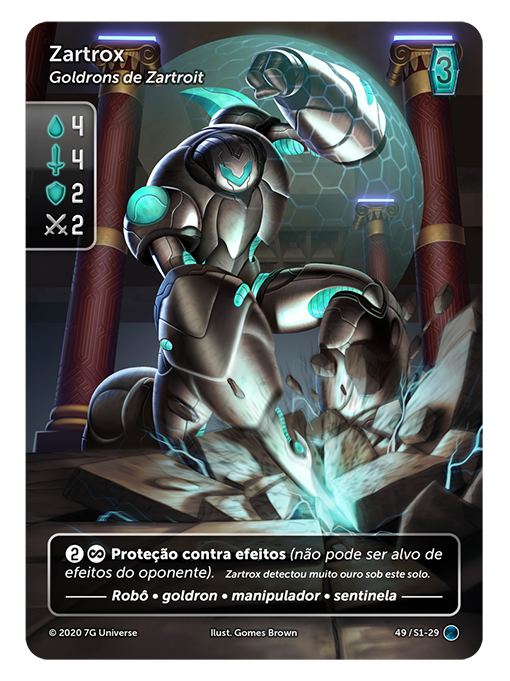 Zartrox
Goldrons de Zartroit
3
4
4
2
2
2 ∞ Proteção contra efeitos (não pode ser alvo de
efeitos do oponente). Zartrox detectou muito ouro sob este solo.
Robô • goldron • manipulador • sentinela
© 2020 7G Universe Ilust. Gomes Brown 49 / S1-29